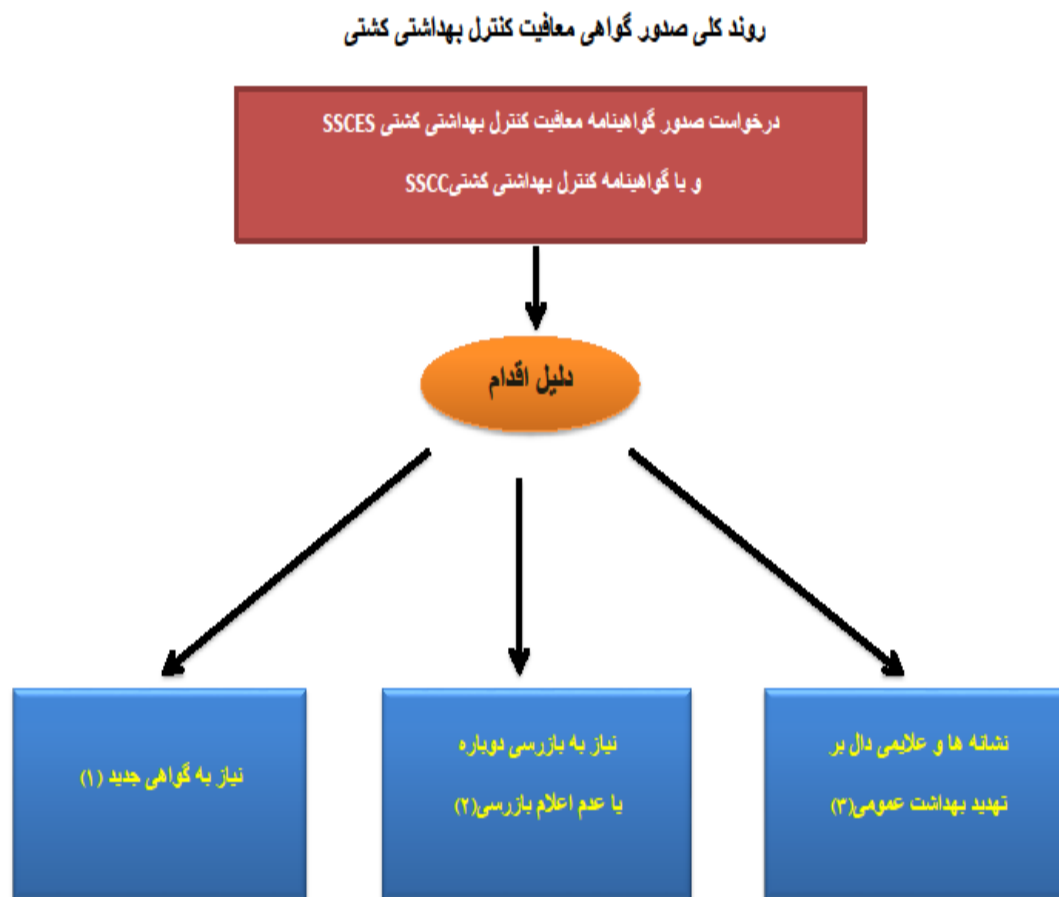 روند کلی صدور گواهی معافیت کنترل بهداشتی کشتی
درخواست صدور گواهینامه معافیت کنترل بهداشتی کشتی SSCES
و یا گواهینامه کنترل بهداشتی کشتیSSCC
دلیل اقدام
نشانه ها و علایمی دال بر
تهدید بهداشت عمومی(۳)
نیاز به بازرسی دوباره
یا عدم اعلام بازرسی(۲)
نیاز به گواهی جدید (۱)